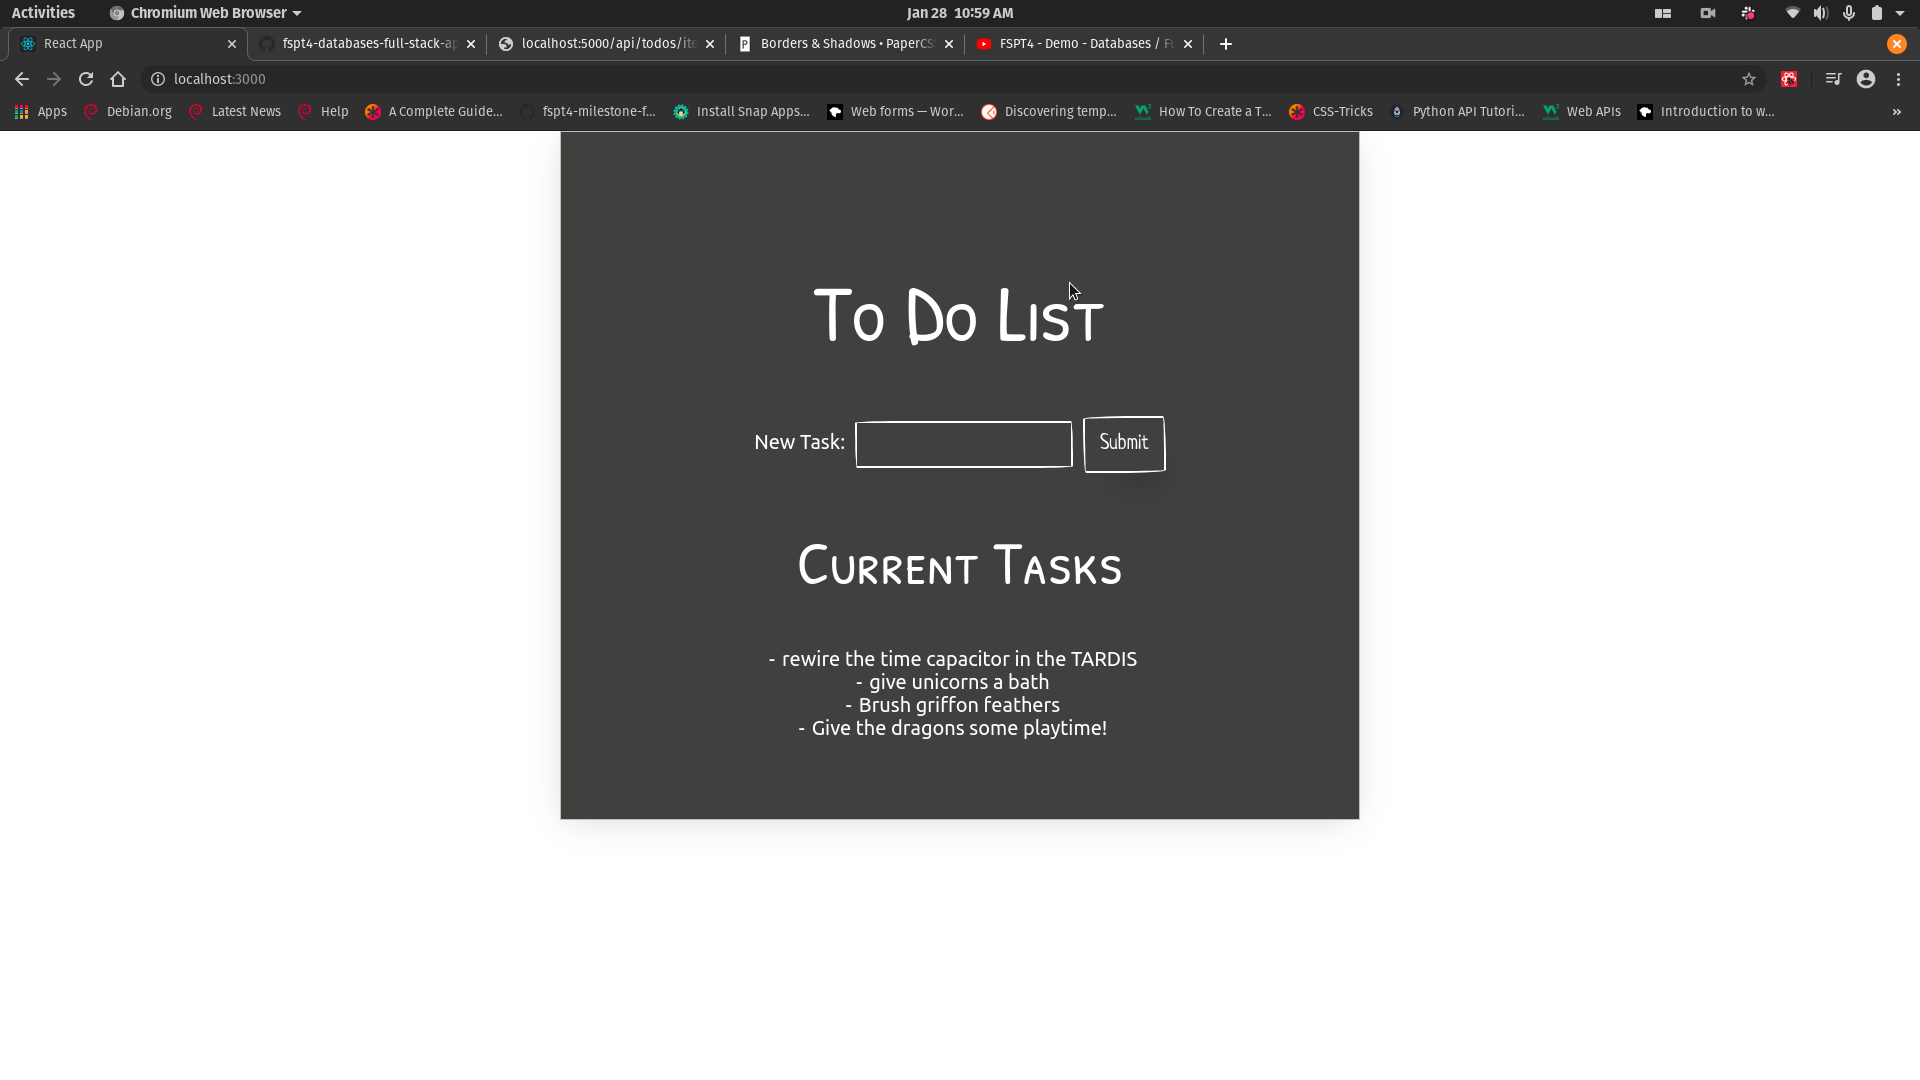 Activities Chromium Web Browser Jan 28 10:59 AM
React App fspt4-databases-full-stack-ap localhost:5000/api/todos/ite Borders & Shadows • PaperCS FSPT4 - Demo - Databases / Fu
localhost:3000
Apps Debian.org Latest News Help A Complete Guide... fspt4-milestone-f... Install Snap Apps... Web forms — Wor... Discovering temp... How To Create a T... CSS-Tricks Python API Tutori... Web APIs Introduction to w... »
To Do List
New Task: Submit
Current Tasks
- rewire the time capacitor in the TARDIS
- give unicorns a bath
- Brush griffon feathers
- Give the dragons some playtime!